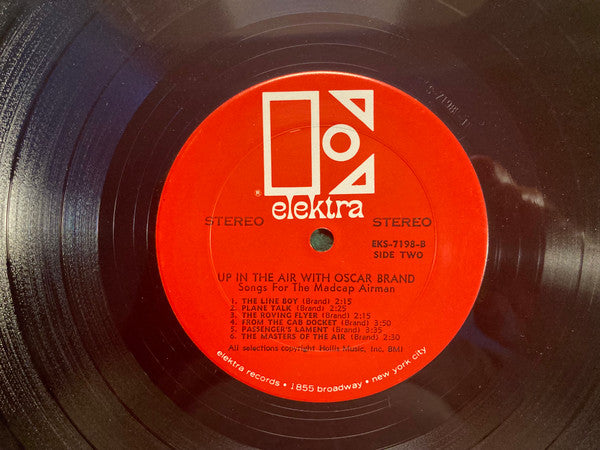 ®
elektra
STEREO STEREO
EKS-7198-B
SIDE TWO
UP IN THE AIR WITH OSCAR BRAND
Songs For The Madcap Airman
1. THE LINE BOY (Brand) 2:15
2. PLANE TALK (Brand) 2:25
3. THE ROVING FLYER (Brand) 2:15
4. FROM THE CAB DOCKET (Brand) 3:50
5. PASSENGER'S LAMENT (Brand) 3:35
6. THE MASTERS OF THE AIR (Brand) 2:30
All selections copyright Hollis Music, Inc. BMI
elektra records • 1855 broadway • new york city